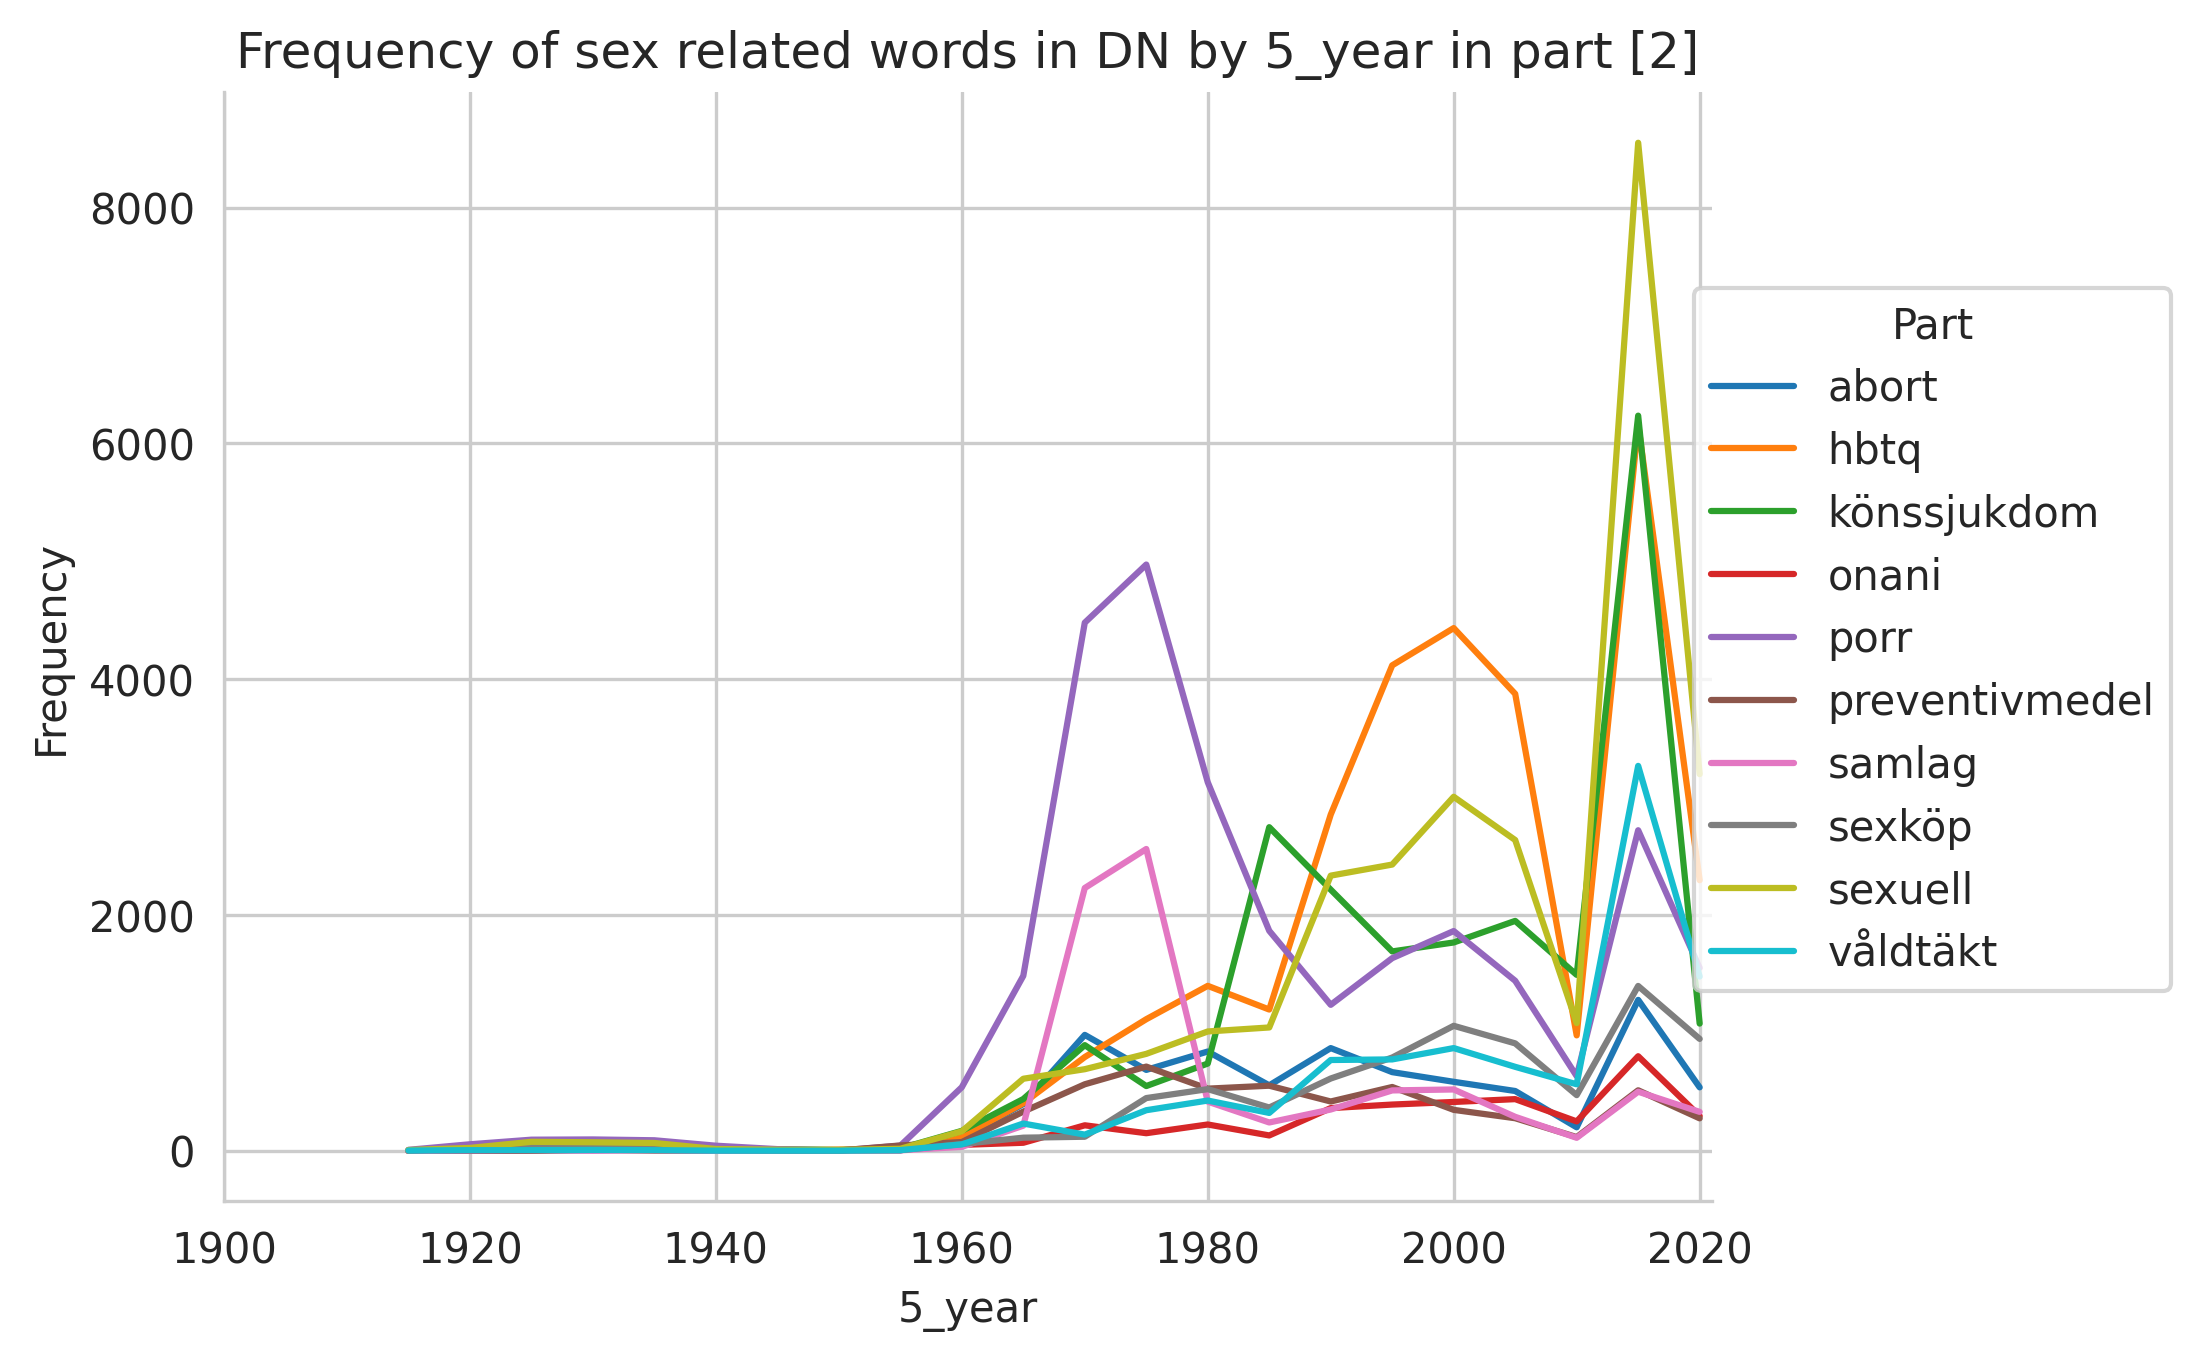 Frequency of sex related words in DN by 5_year in part [2]
Frequency
8000
6000
4000
2000
0
1900 1920 1940 1960 1980 2000 2020
5_year
Part
abort
hbtq
könssjukdom
onani
porr
preventivmedel
samlag
sexköp
sexuell
våldtäkt